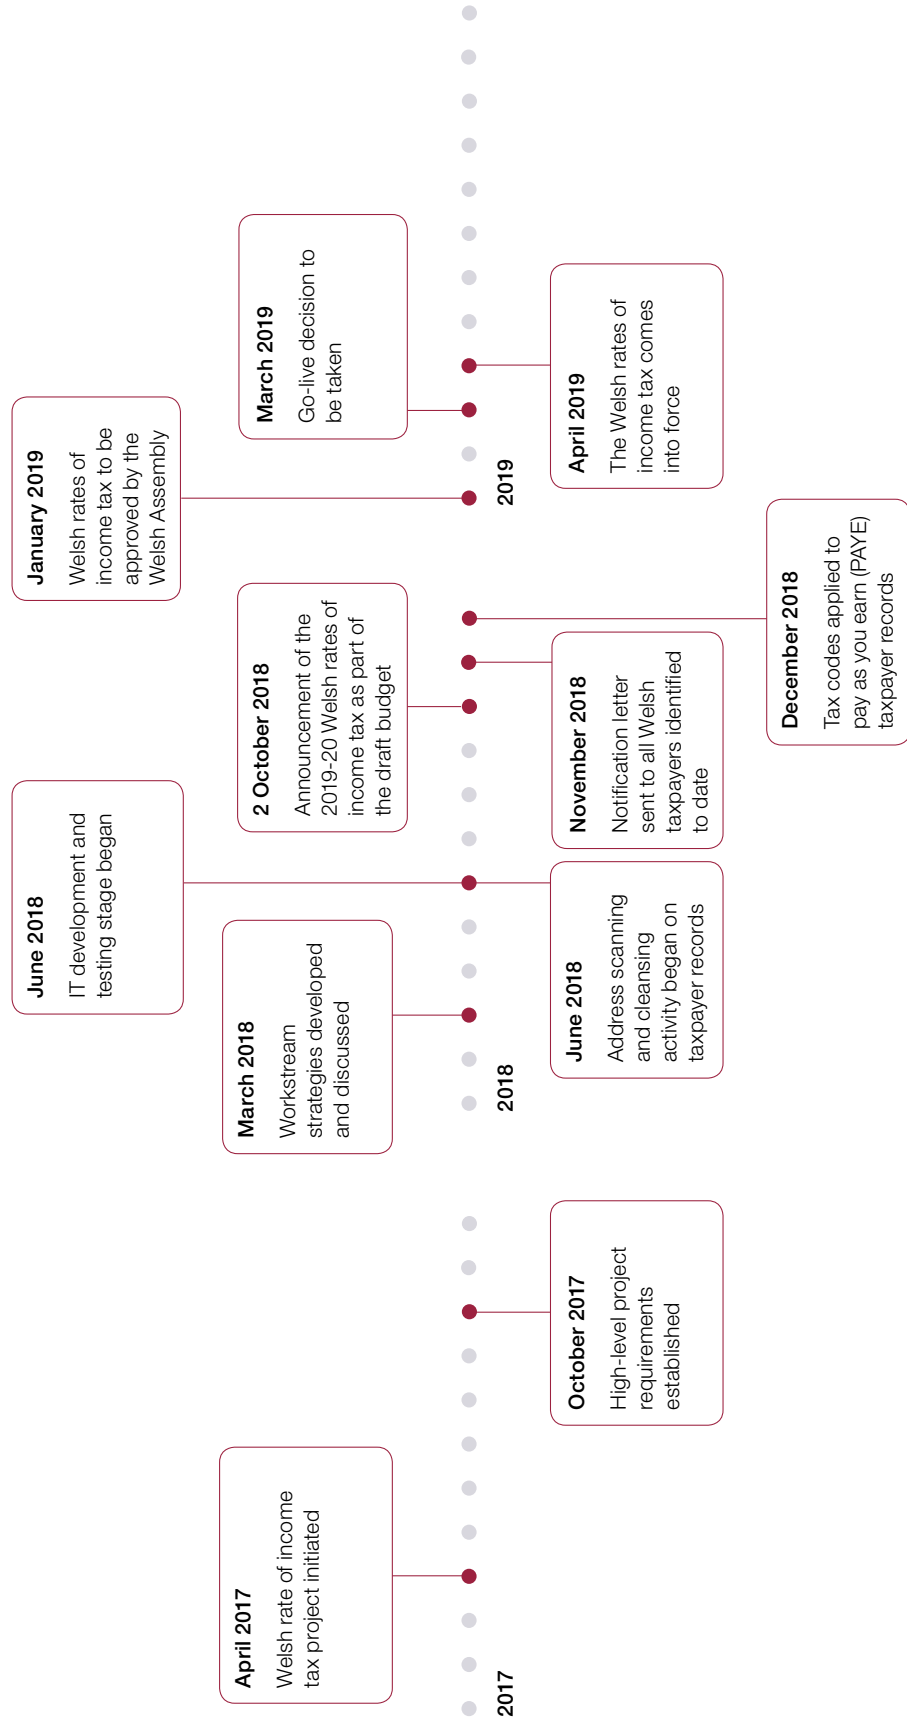 April 2017
Welsh rate of income
tax project initiated
October 2017
High-level project
requirements
established
March 2018
Workstream
strategies developed
and discussed
June 2018
IT development and
testing stage began
June 2018
Address scanning
and cleansing
activity began on
taxpayer records
2 October 2018
Announcement of the
2019-20 Welsh rates of
income tax as part of
the draft budget
November 2018
Notification letter
sent to all Welsh
taxpayers identified
to date
December 2018
Tax codes applied to
pay as you earn (PAYE)
taxpayer records
January 2019
Welsh rates of
income tax to be
approved by the
Welsh Assembly
March 2019
Go-live decision to
be taken
April 2019
The Welsh rates of
income tax comes
into force
2017
2018
2019